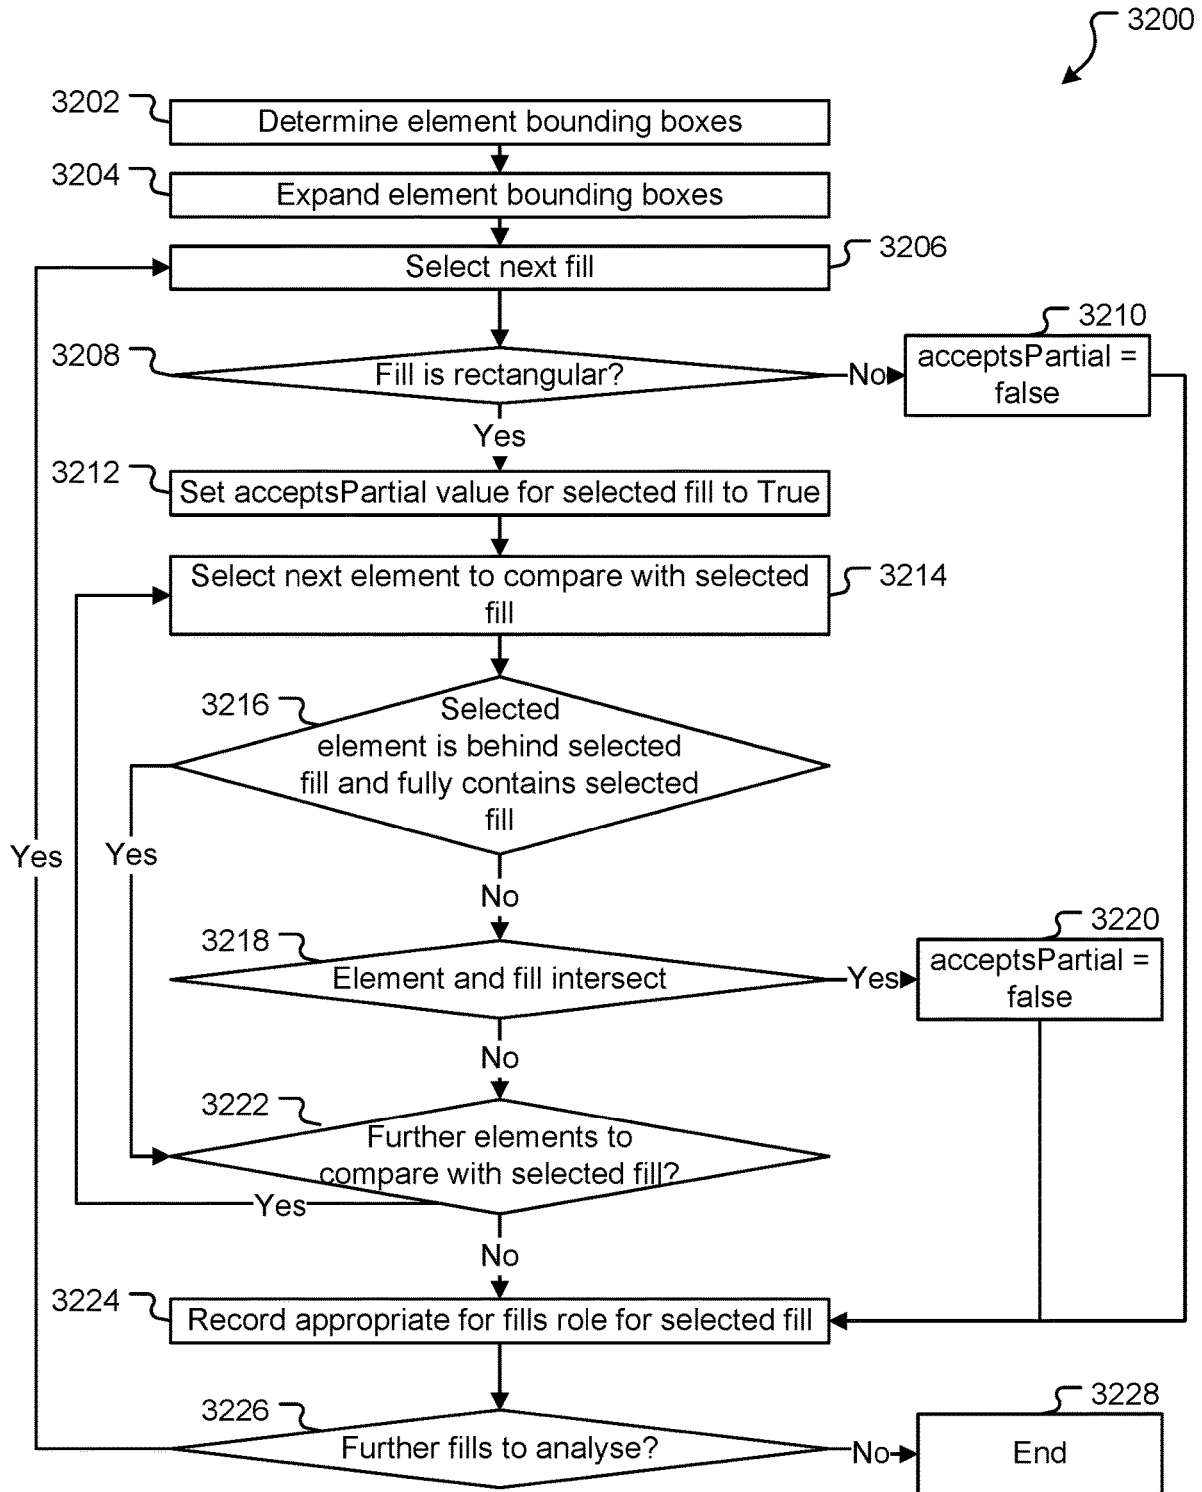 3200
3202
Determine element bounding boxes
3204
Expand element bounding boxes
3206
Select next fill
3210
3208
Fill is rectangular?
No
acceptsPartial =
false
Yes
3212
Set acceptsPartial value for selected fill to True
3214
Select next element to compare with selected
fill
3216
Selected
element is behind selected
fill and fully contains selected
fill
Yes
Yes
No
3220
3218
Element and fill intersect
Yes
acceptsPartial =
false
No
3222
Further elements to
compare with selected fill?
Yes
No
3224
Record appropriate for fills role for selected fill
3228
3226
Further fills to analyse?
No
End